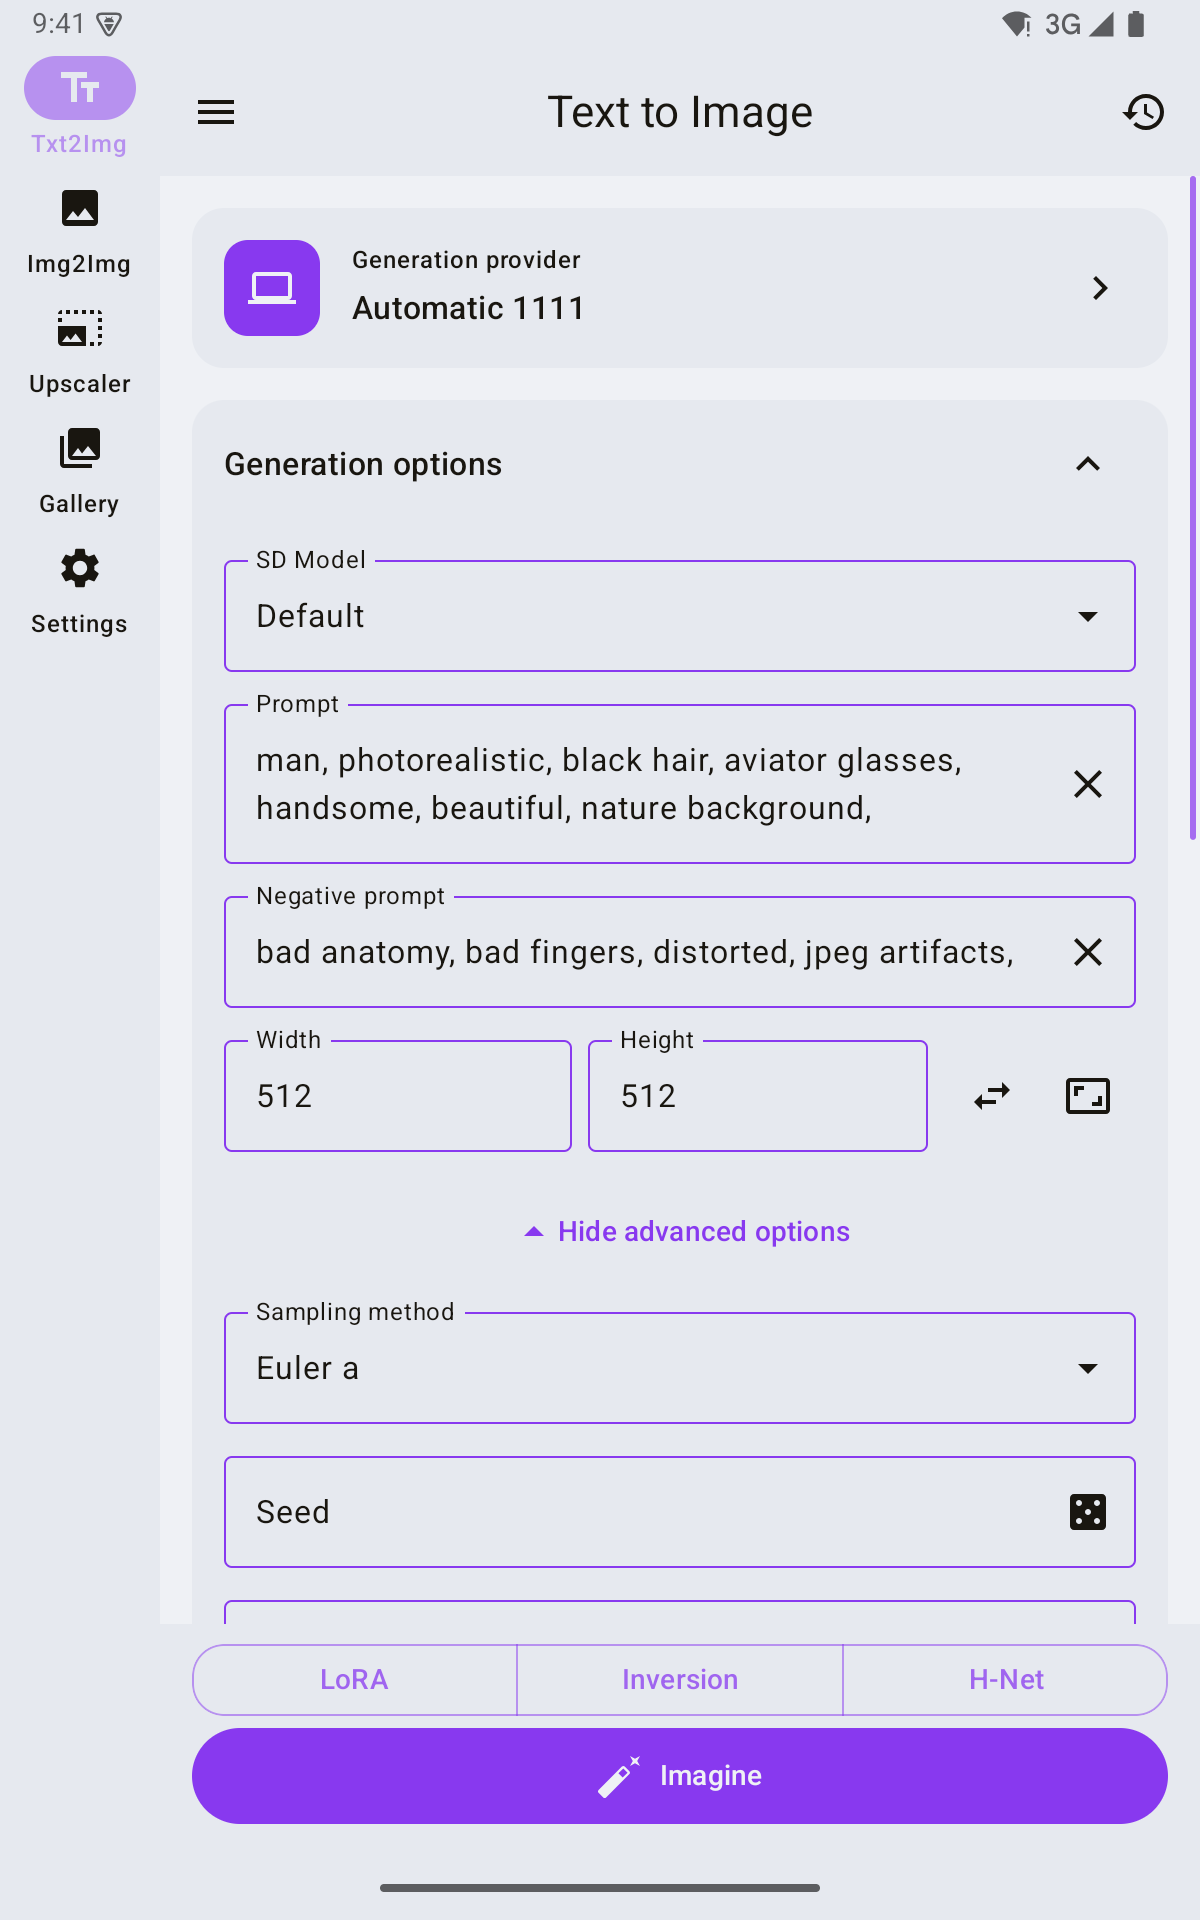 9:41
3G
Txt2Img
Img2Img
Upscaler
Gallery
Settings
Text to Image
Generation provider
Automatic 1111
Generation options
SD Model
Default
Prompt
man, photorealistic, black hair, aviator glasses,
handsome, beautiful, nature background,
Negative prompt
bad anatomy, bad fingers, distorted, jpeg artifacts,
Width
512
Height
512
Hide advanced options
Sampling method
Euler a
Seed
LoRA
Inversion
H-Net
Imagine